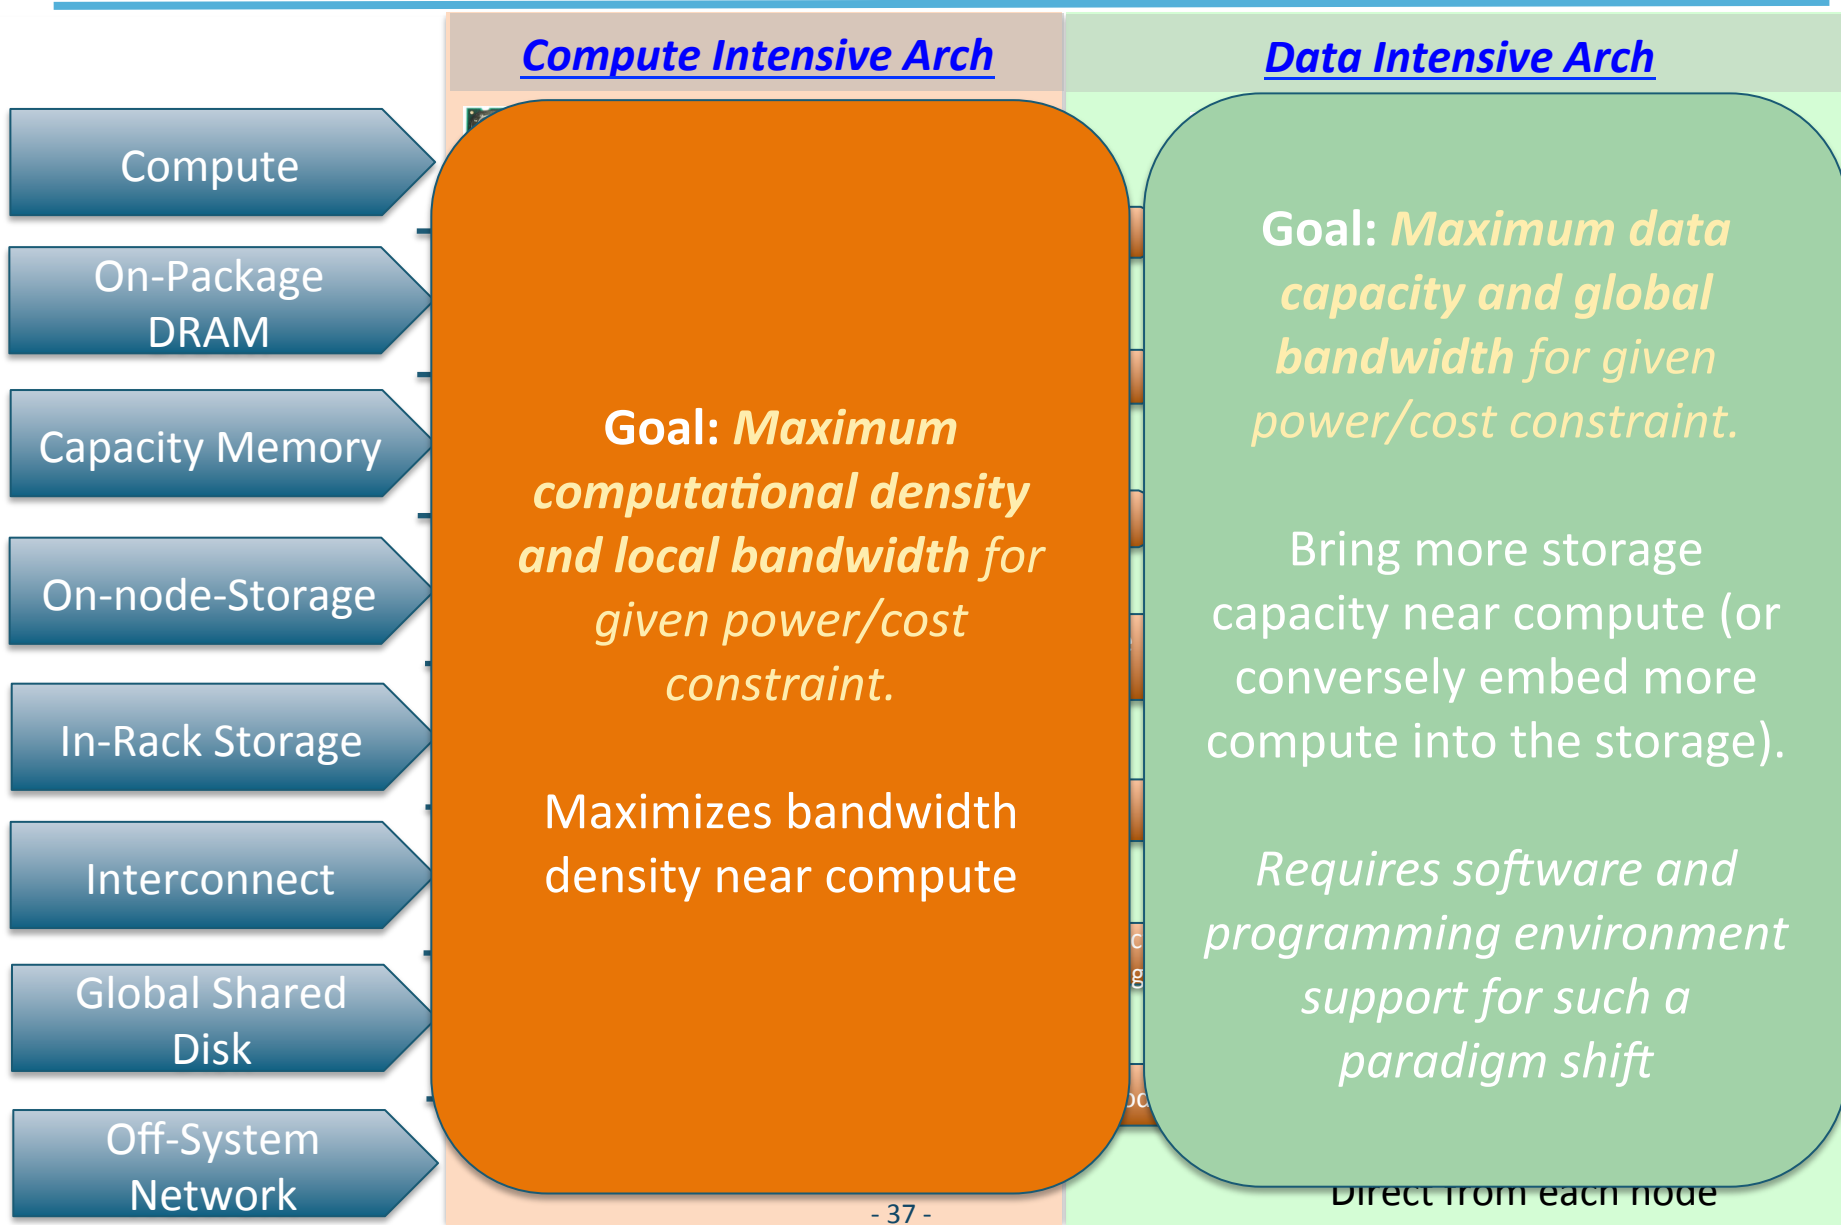 Compute Intensive Arch
Data Intensive Arch
Compute
On-Package
DRAM
Capacity Memory
On-node-Storage
In-Rack Storage
Interconnect
Global Shared
Disk
Off-System
Network
Goal: Maximum
computational density
and local bandwidth for
given power/cost
constraint.
Maximizes bandwidth
density near compute
Goal: Maximum data
capacity and global
bandwidth for given
power/cost constraint.
Bring more storage
capacity near compute (or
conversely embed more
compute into the storage).
Requires software and
programming environment
support for such a
paradigm shift
Direct from each node
- 37 -